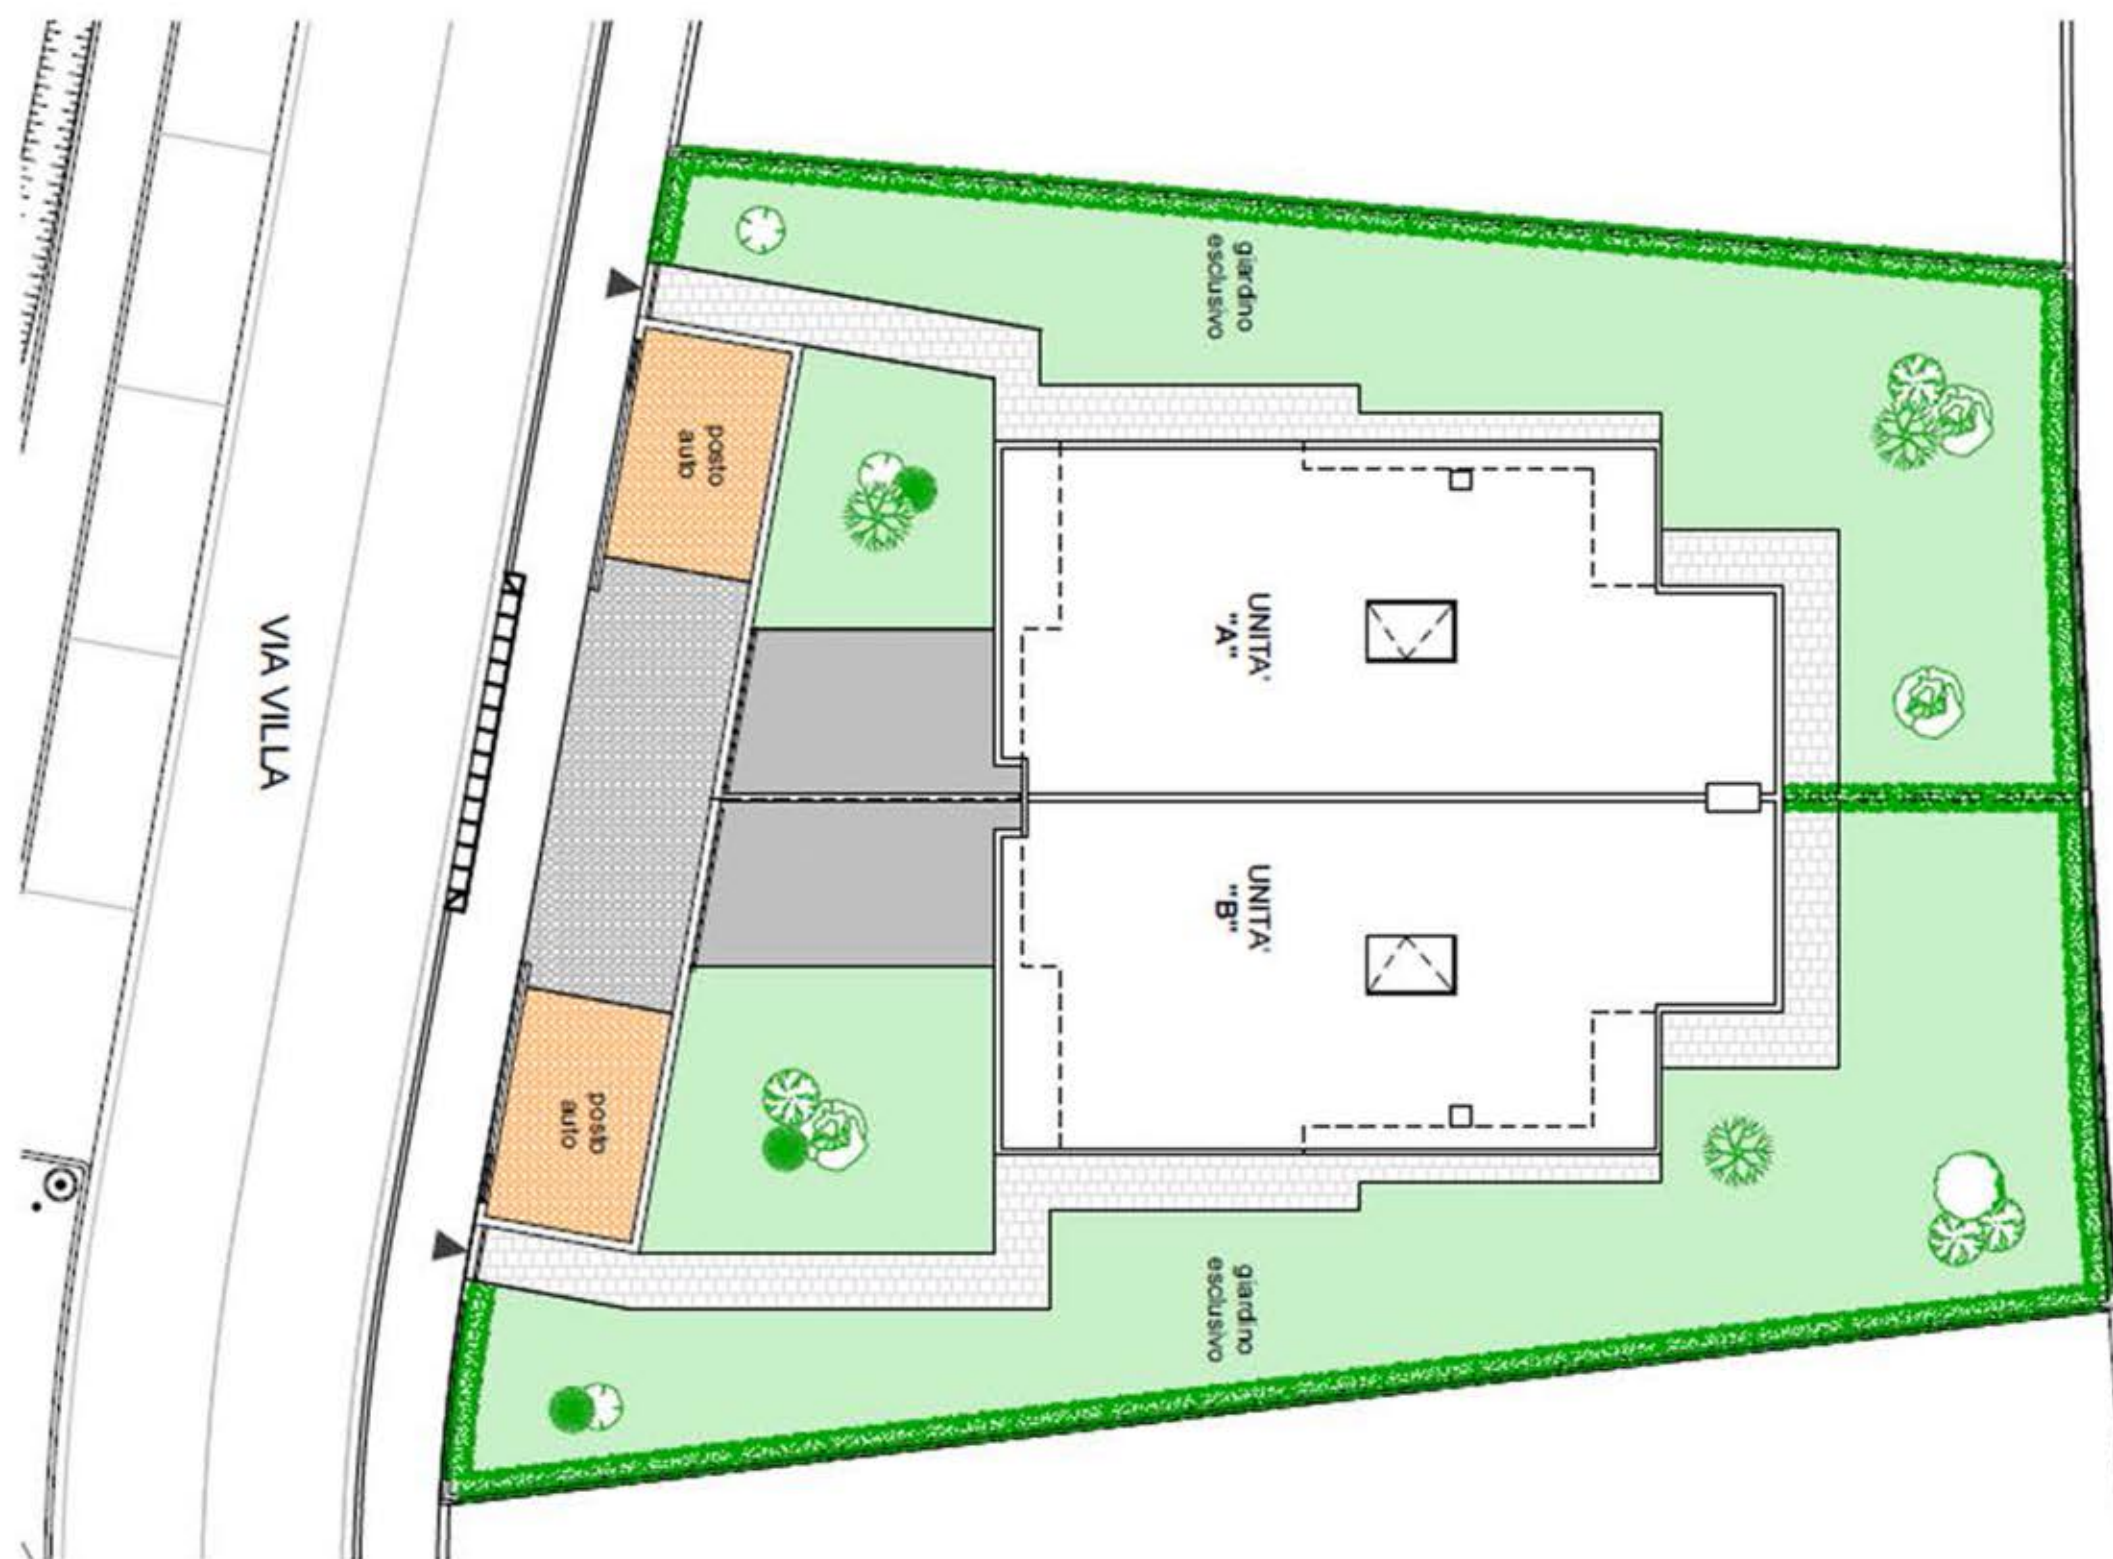 VIA VILLA
giardino
esclusivo
posto
auto
UNITA'
"A"
UNITA'
"B"
posto
auto
giardino
esclusivo